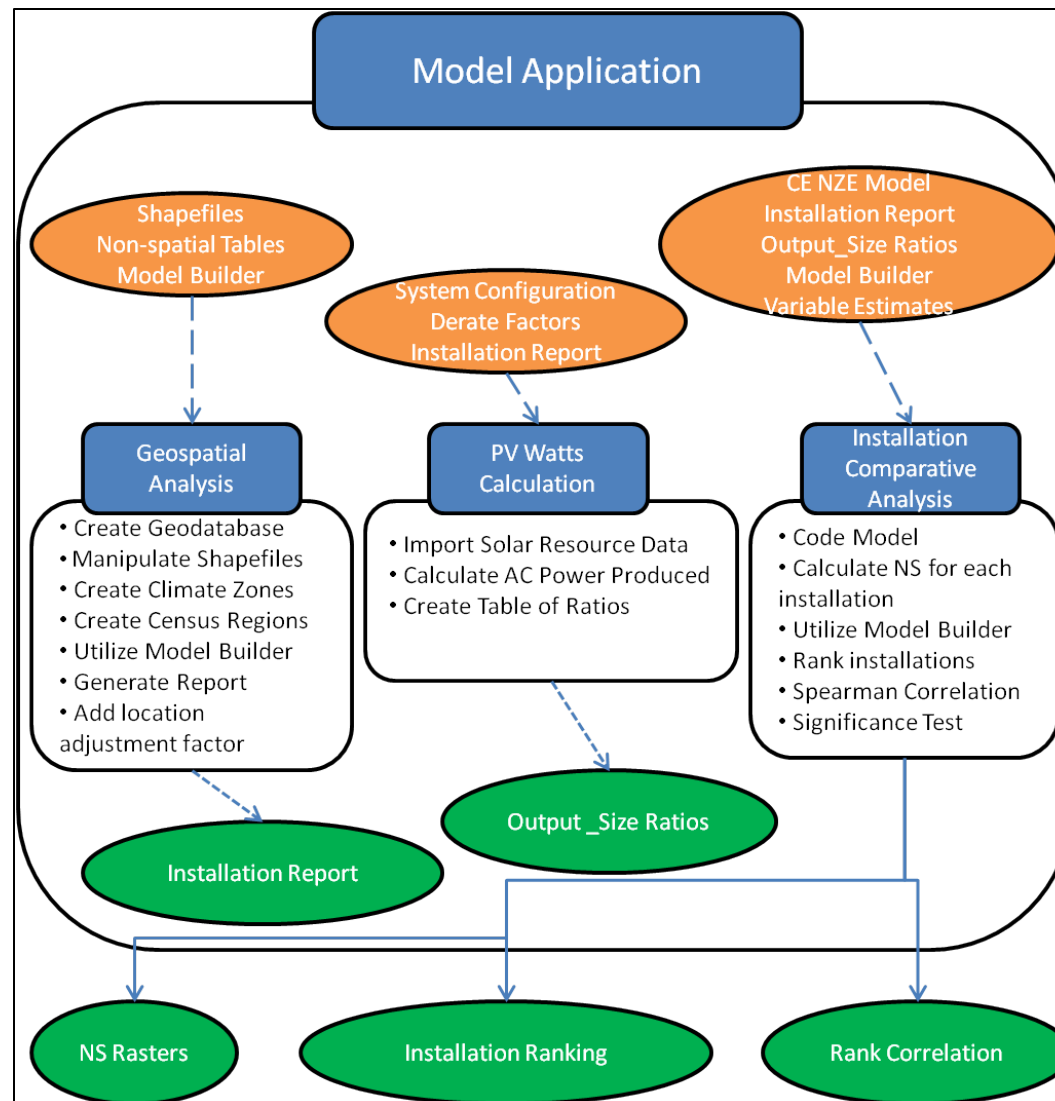 Model Application
Shapefiles
Non-spatial Tables
Model Builder
System Configuration
Derate Factors
Installation Report
CE NZE Model
Installation Report
Output_Size Ratios
Model Builder
Variable Estimates
Geospatial
Analysis
• Create Geodatabase
• Manipulate Shapefiles
• Create Climate Zones
• Create Census Regions
• Utilize Model Builder
• Generate Report
• Add location
adjustment factor
PV Watts
Calculation
• Import Solar Resource Data
• Calculate AC Power Produced
• Create Table of Ratios
Installation
Comparative
Analysis
• Code Model
• Calculate NS for each
installation
• Utilize Model Builder
• Rank installations
• Spearman Correlation
• Significance Test
Installation Report
Output _Size Ratios
NS Rasters
Installation Ranking
Rank Correlation